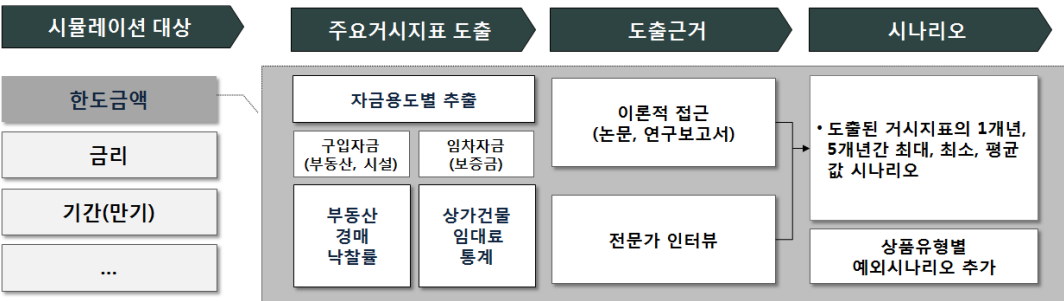 시뮬레이션 대상
주요거시지표 도출
도출근거
시나리오
한도금액
금리
기간(만기)
...
자금용도별 추출
구입자금
(부동산, 시설)
임차자금
(보증금)
부동산
경매
낙찰률
상가건물
임대료
통계
이론적 접근
(논문, 연구보고서)
전문가 인터뷰
• 도출된 거시지표의 1개년,
5개년간 최대, 최소, 평균
값 시나리오
상품유형별
예외시나리오 추가